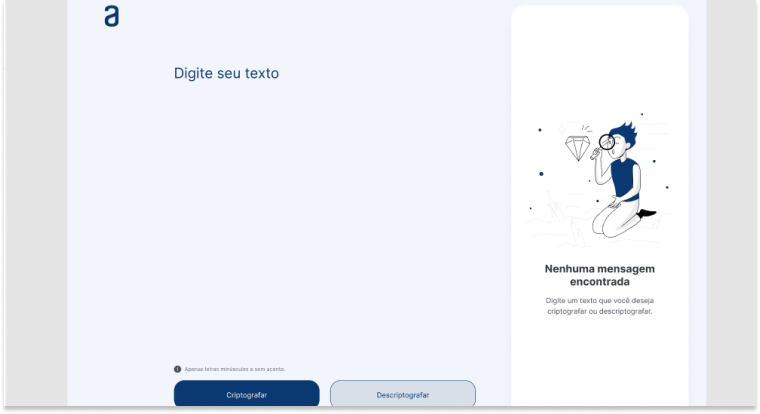 a
Digite seu texto
Nenhuma mensagem
encontrada
Digite um texto que você deseja
criptografar ou descriptografar.
Apenas letras minúsculas e sem acento.
Criptografar
Descriptografar